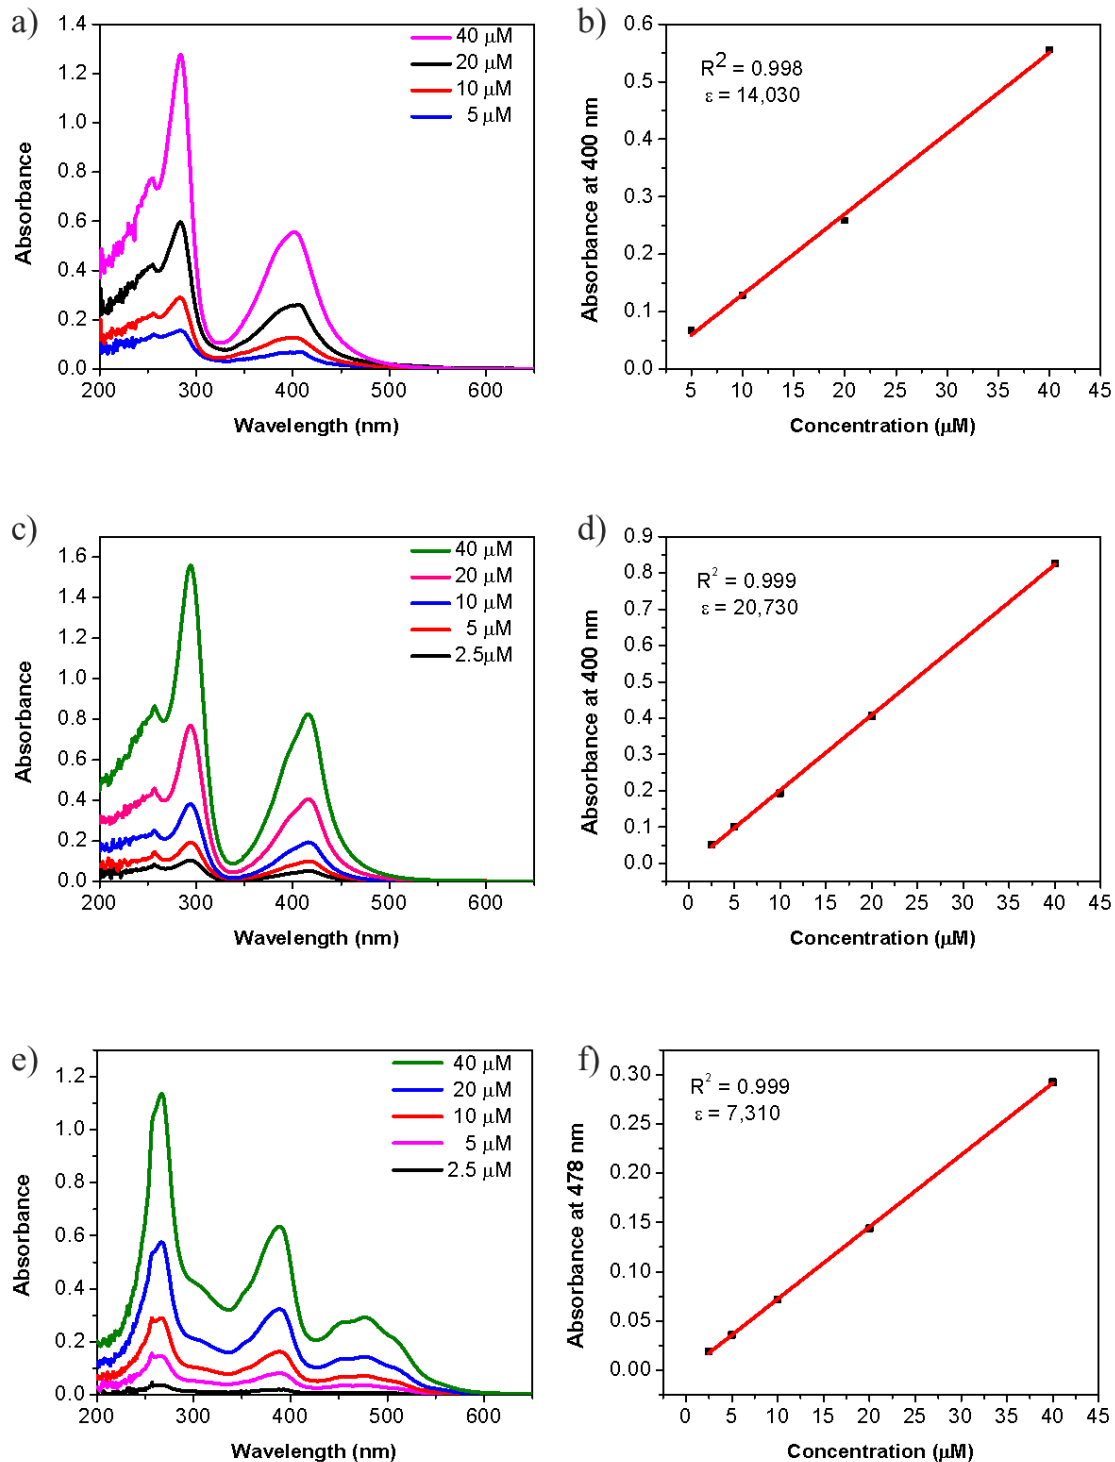 a)
1.4
1.2
1.0
0.8
0.6
0.4
0.2
0.0
Absorbance
40 μM
20 μM
10 μM
5 μM
200 300 400 500 600
Wavelength (nm)
b)
0.6
0.5
0.4
0.3
0.2
0.1
0.0
Absorbance at 400 nm
R2 = 0.998
ε = 14,030
5 10 15 20 25 30 35 40 45
Concentration (μM)
c)
1.6
1.4
1.2
1.0
0.8
0.6
0.4
0.2
0.0
Absorbance
40 μM
20 μM
10 μM
5 μM
2.5μM
200 300 400 500 600
Wavelength (nm)
d)
0.9
0.8
0.7
0.6
0.5
0.4
0.3
0.2
0.1
0.0
Absorbance at 400 nm
R² = 0.999
ε = 20,730
0 5 10 15 20 25 30 35 40 45
Concentration (μM)
e)
1.2
1.0
0.8
0.6
0.4
0.2
0.0
Absorbance
40 μM
20 μM
10 μM
5 μM
2.5 μM
200 300 400 500 600
Wavelength (nm)
f)
0.30
0.25
0.20
0.15
0.10
0.05
0.00
Absorbance at 478 nm
R² = 0.999
ε = 7,310
0 5 10 15 20 25 30 35 40 45
Concentration (μM)